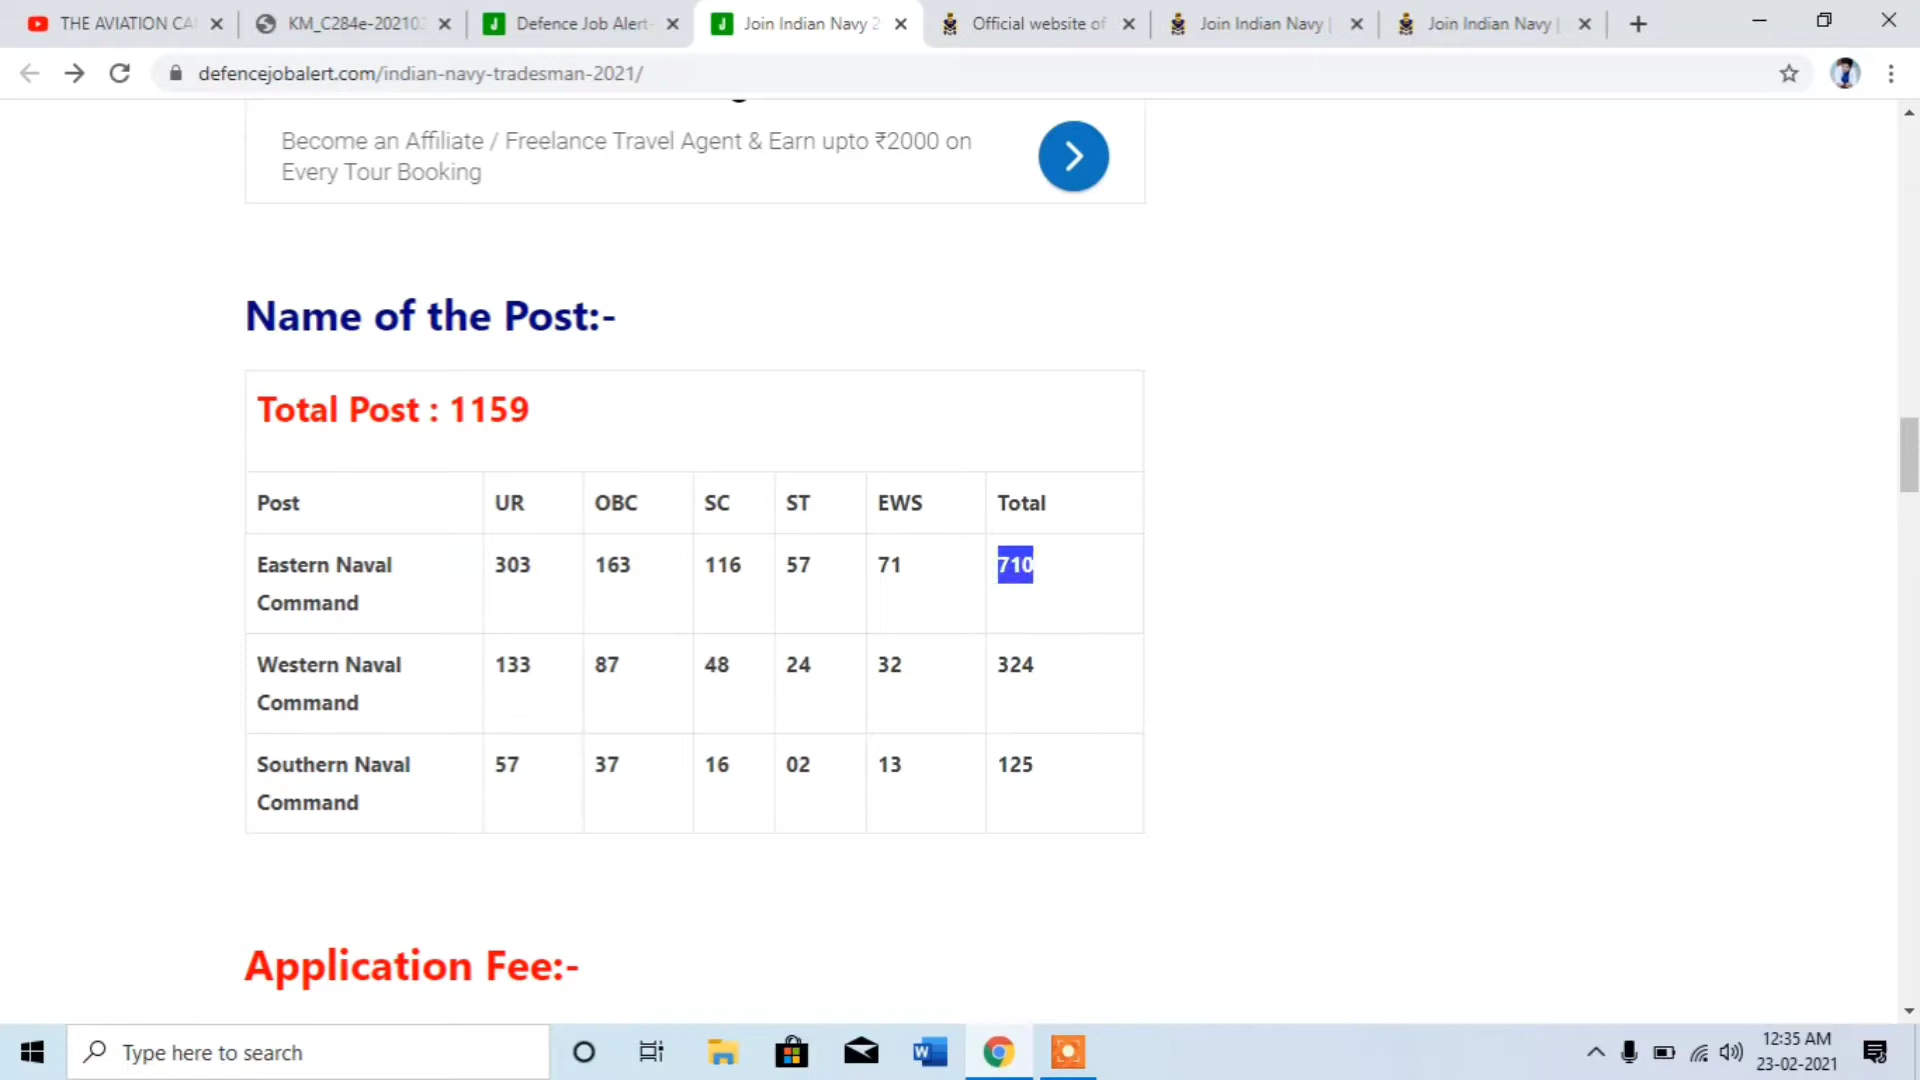 THE AVIATION CA
KM_C284e-202102
Defence Job Alert
Join Indian Navy 2
Official website of
Join Indian Navy |
Join Indian Navy |
defencejobalert.com/indian-navy-tradesman-2021/
Become an Affiliate / Freelance Travel Agent & Earn upto ₹2000 on
Every Tour Booking
Name of the Post:-
Total Post : 1159
Post UR OBC SC ST EWS Total
Eastern Naval Command 303 163 116 57 71 710
Western Naval Command 133 87 48 24 32 324
Southern Naval Command 57 37 16 02 13 125
Application Fee:-
Type here to search
12:35 AM
23-02-2021